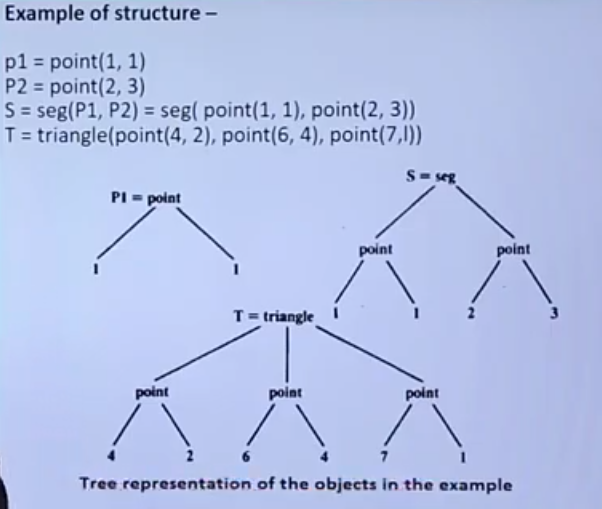 Example of structure –
p1 = point(1, 1)
P2 = point(2, 3)
S = seg(P1, P2) = seg( point(1, 1), point(2, 3))
T = triangle(point(4, 2), point(6, 4), point(7,l))
S = seg
P1 = point
point point
1 1
1 1 2 3
T = triangle
point point point
4 2 6 4 7 1
Tree representation of the objects in the example